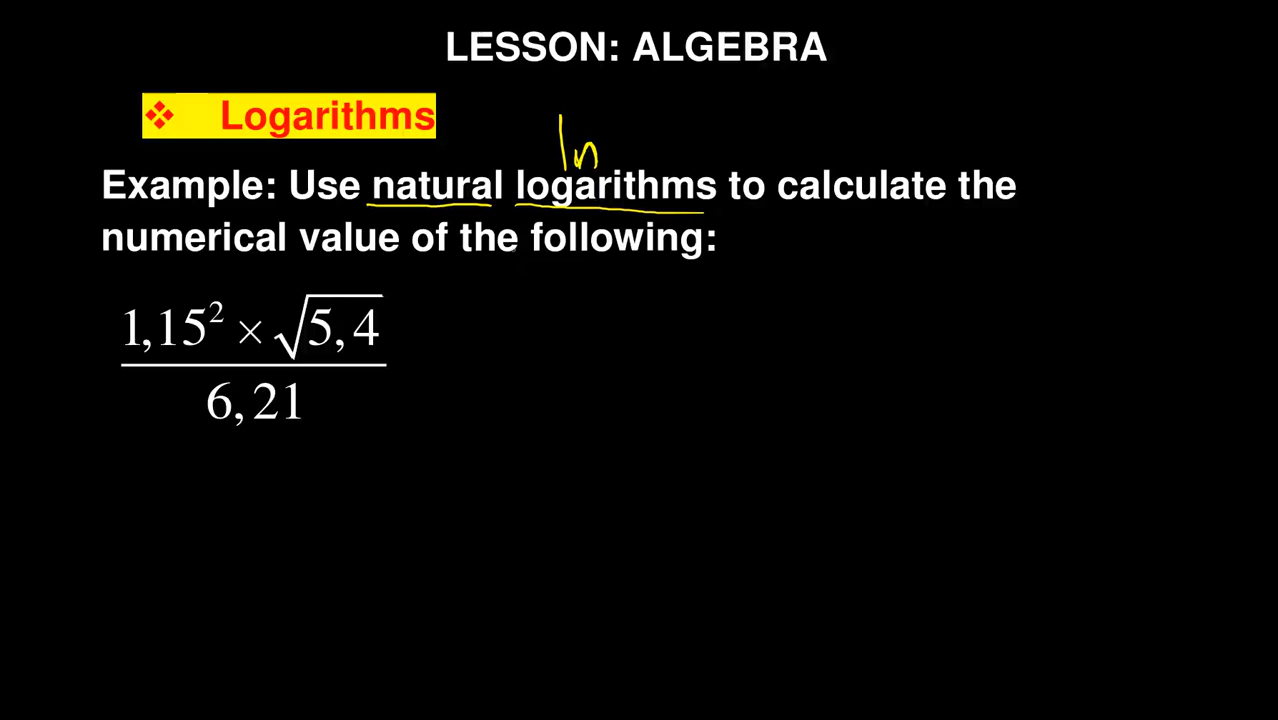 LESSON: ALGEBRA
❖ Logarithms
ln
Example: Use natural logarithms to calculate the
numerical value of the following:
1,15² × √5,4
6,21